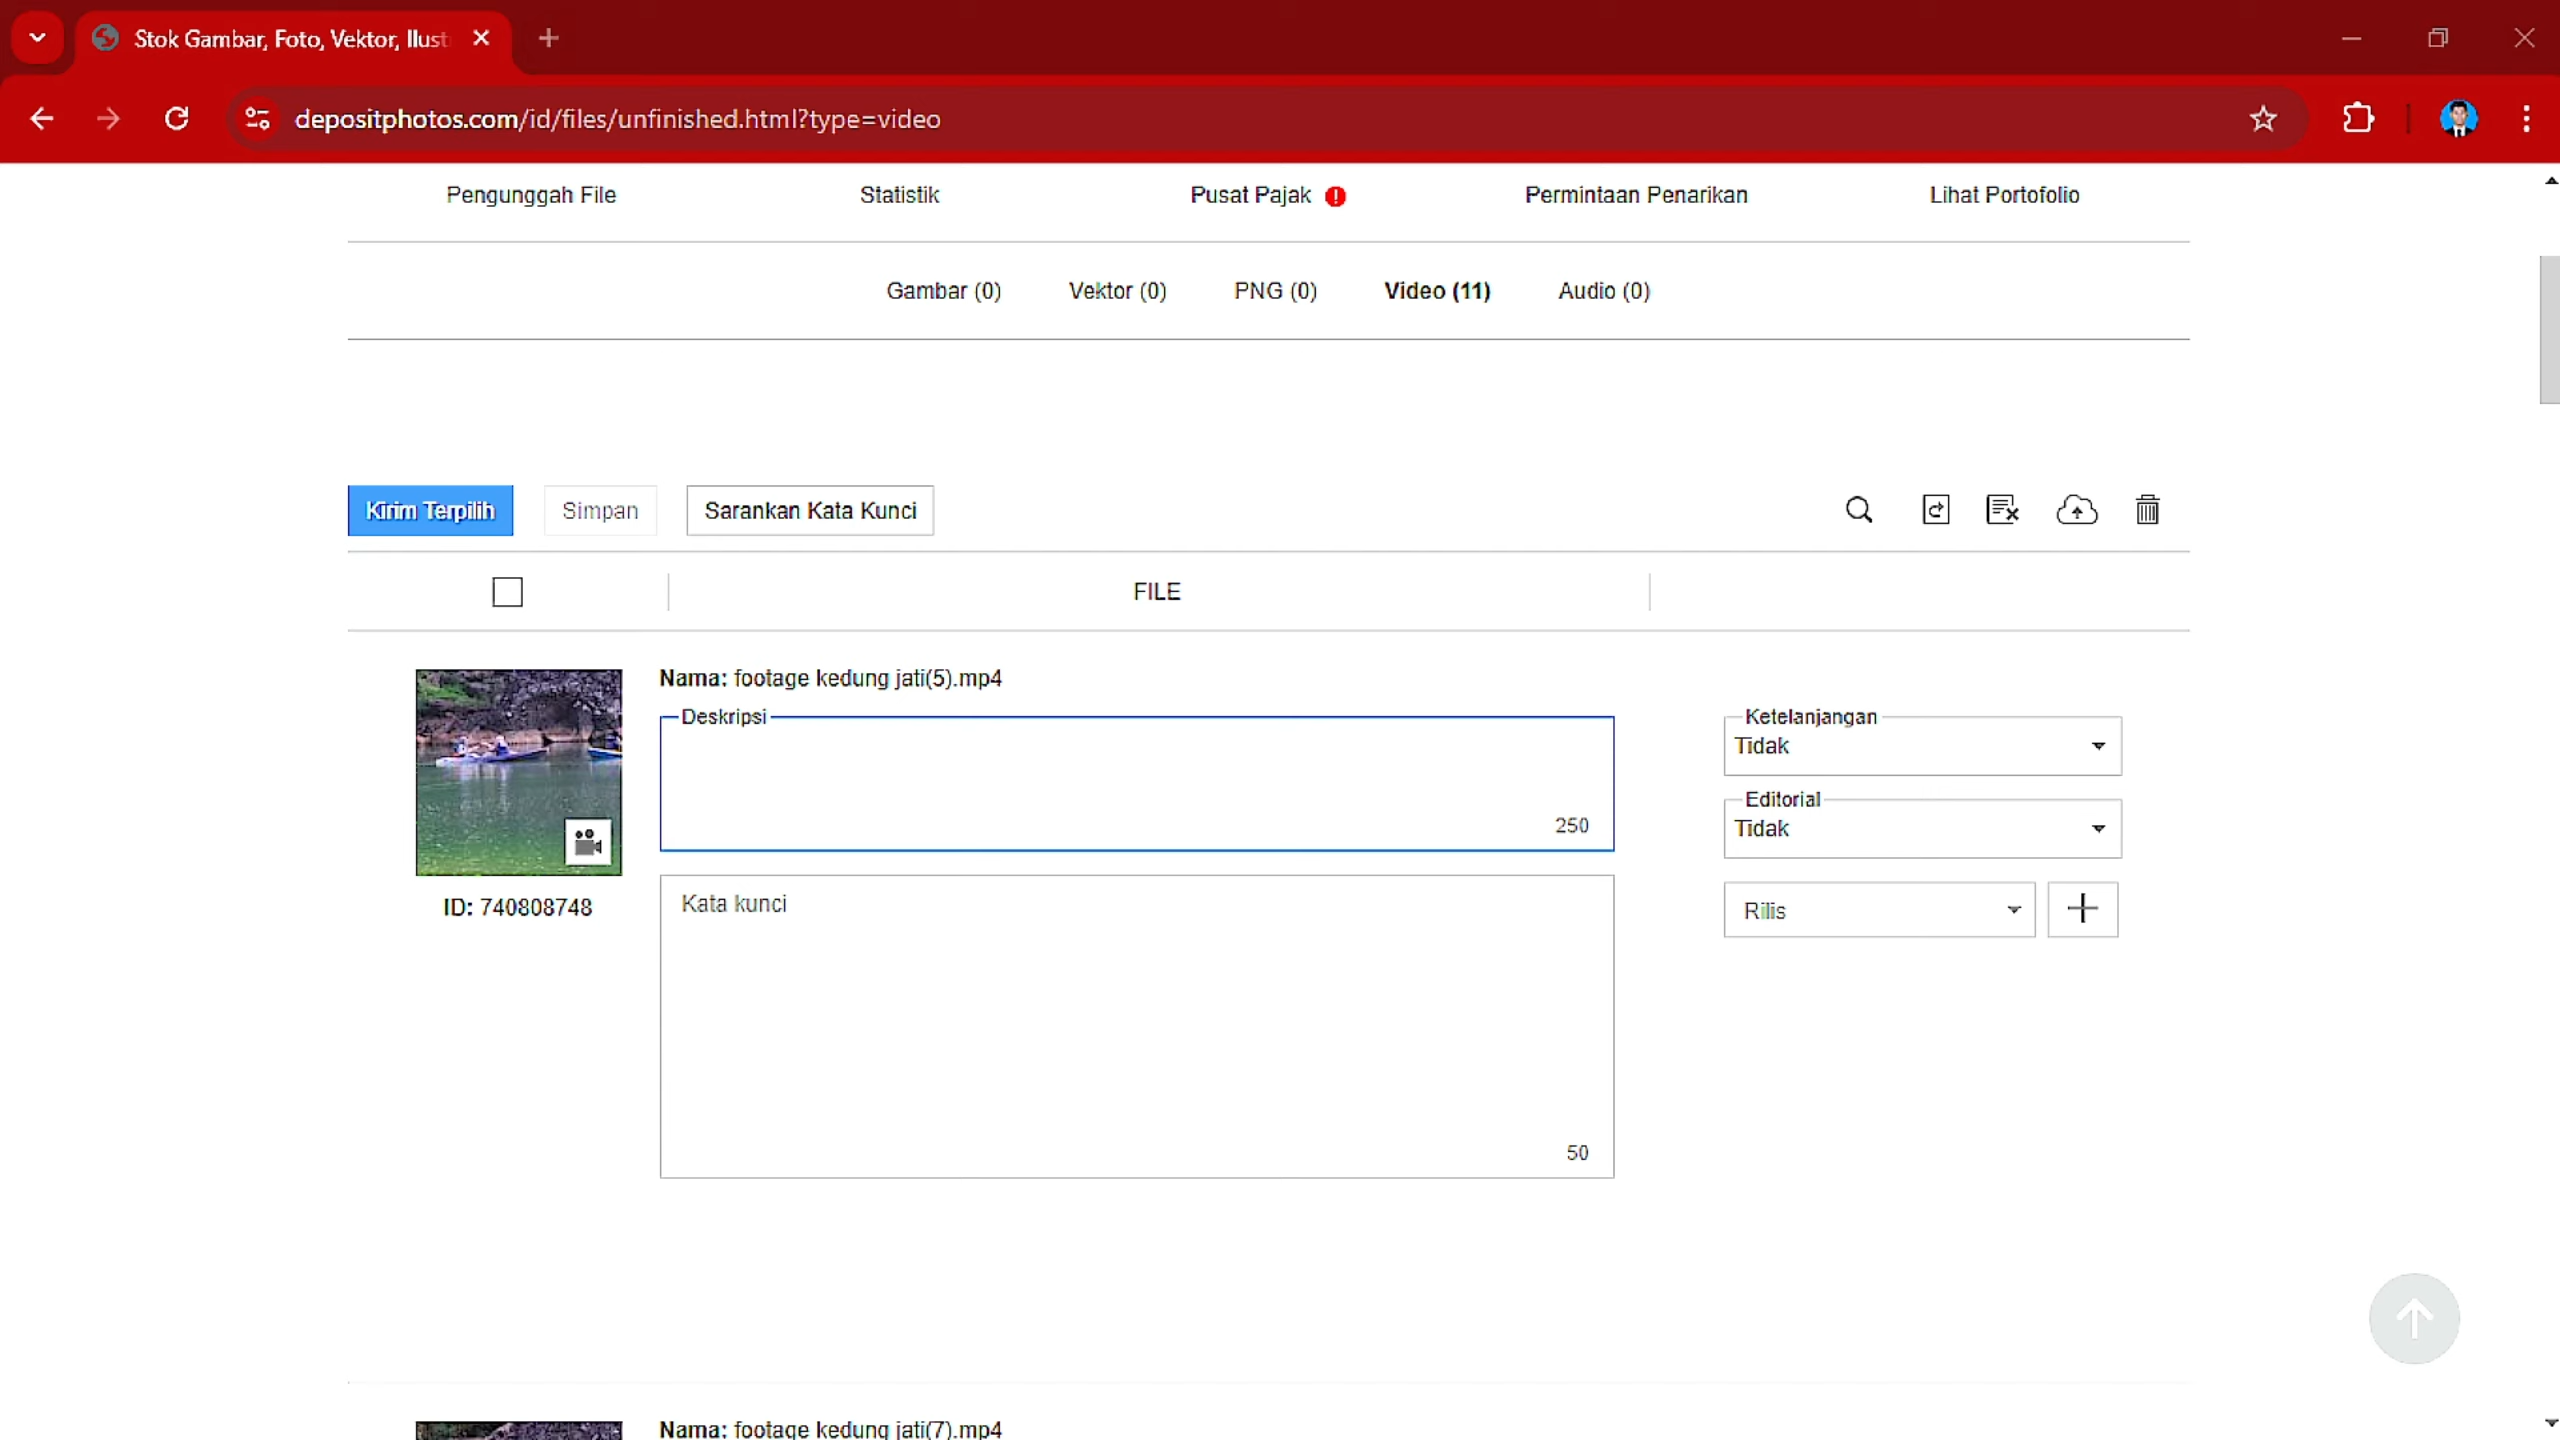 Stok Gambar, Foto, Vektor, Ilust
depositphotos.com/id/files/unfinished.html?type=video
Pengunggah File Statistik Pusat Pajak Permintaan Penarikan Lihat Portofolio
Gambar (0) Vektor (0) PNG (0) Video (11) Audio (0)
Kirim Terpilih Simpan Sarankan Kata Kunci
FILE
Nama: footage kedung jati(5).mp4
Deskripsi
250
Kata kunci
50
ID: 740808748
Ketelanjangan
Tidak
Editorial
Tidak
Rilis
Nama: footage kedung jati(7).mp4